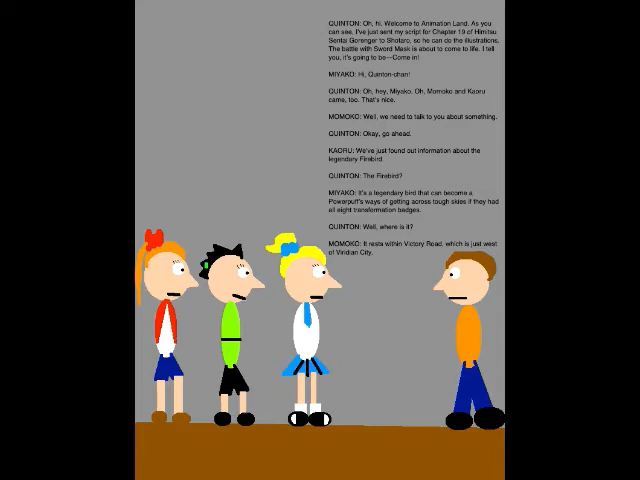 QUINTON: Oh, hi. Welcome to Animation Land. As you
can see, I've just sent my script for Chapter 19 of Himitsu
Sentai Gorenger to Shotaro, so he can do the illustrations.
The battle with Sword Mask is about to come to life. I tell
you, it's going to be—Come in!
MIYAKO: Hi, Quinton-chan!
QUINTON: Oh, hey, Miyako. Oh, Momoko and Kaoru
came, too. That's nice.
MOMOKO: Well, we need to talk to you about something.
QUINTON: Okay, go ahead.
KAORU: We've just found out information about the
legendary Firebird.
QUINTON: The Firebird?
MIYAKO: It's a legendary bird that can become a
Powerpuff's ways of getting across tough skies if they had
all eight transformation badges.
QUINTON: Well, where is it?
MOMOKO: It rests within Victory Road, which is just west
of Viridian City.